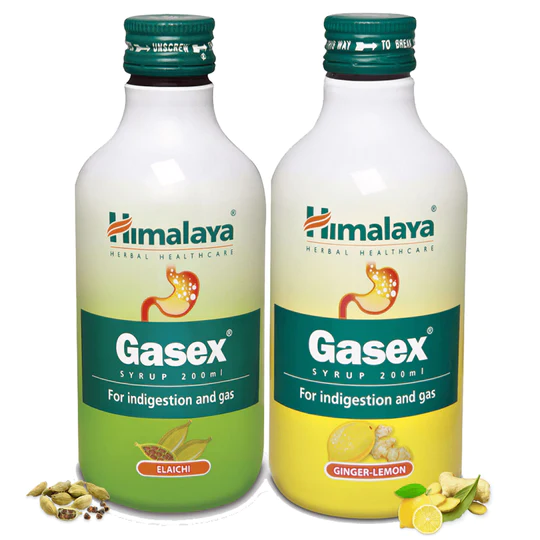 UNSCREW
Himalaya®
HERBAL HEALTHCARE
Gasex®
SYRUP 200ml
For indigestion and gas
ELAICHI
THIS WAY → TO BREAK
Himalaya®
HERBAL HEALTHCARE
Gasex®
SYRUP 200ml
For indigestion and gas
GINGER-LEMON